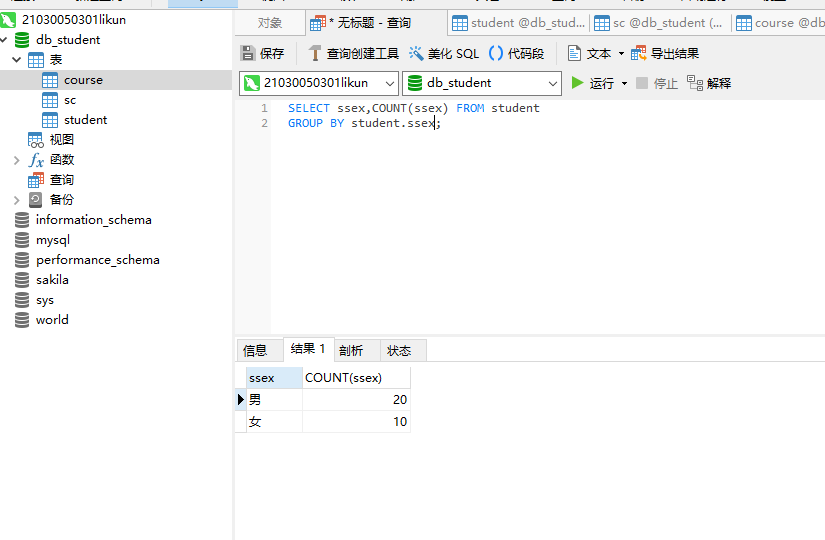 21030050301likun
db_student
表
course
sc
student
视图
函数
查询
备份
information_schema
mysql
performance_schema
sakila
sys
world
对象
* 无标题 - 查询
student @db_stud...
sc @db_student (...
course @db
保存
查询创建工具
美化 SQL
代码段
文本
导出结果
21030050301likun
db_student
运行
停止
解释
1 SELECT ssex,COUNT(ssex) FROM student
2 GROUP BY student.ssex;
信息
结果 1
剖析
状态
ssex COUNT(ssex)
男 20
女 10